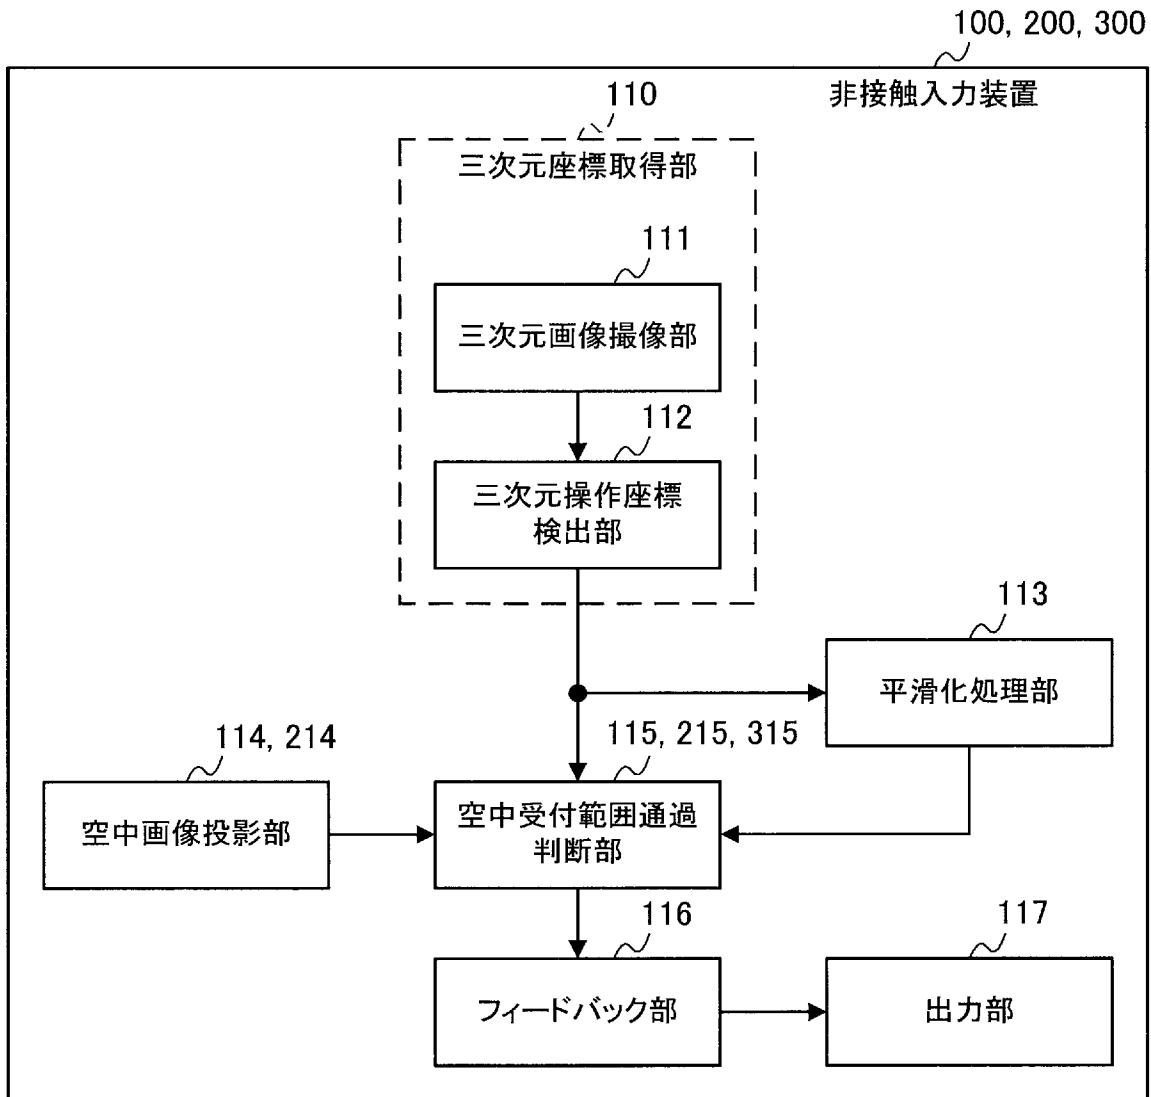 100, 200, 300
非接触入力装置
110
三次元座標取得部
111
三次元画像撮像部
112
三次元操作座標
検出部
113
平滑化処理部
114, 214
空中画像投影部
115, 215, 315
空中受付範囲通過
判断部
116
フィードバック部
117
出力部